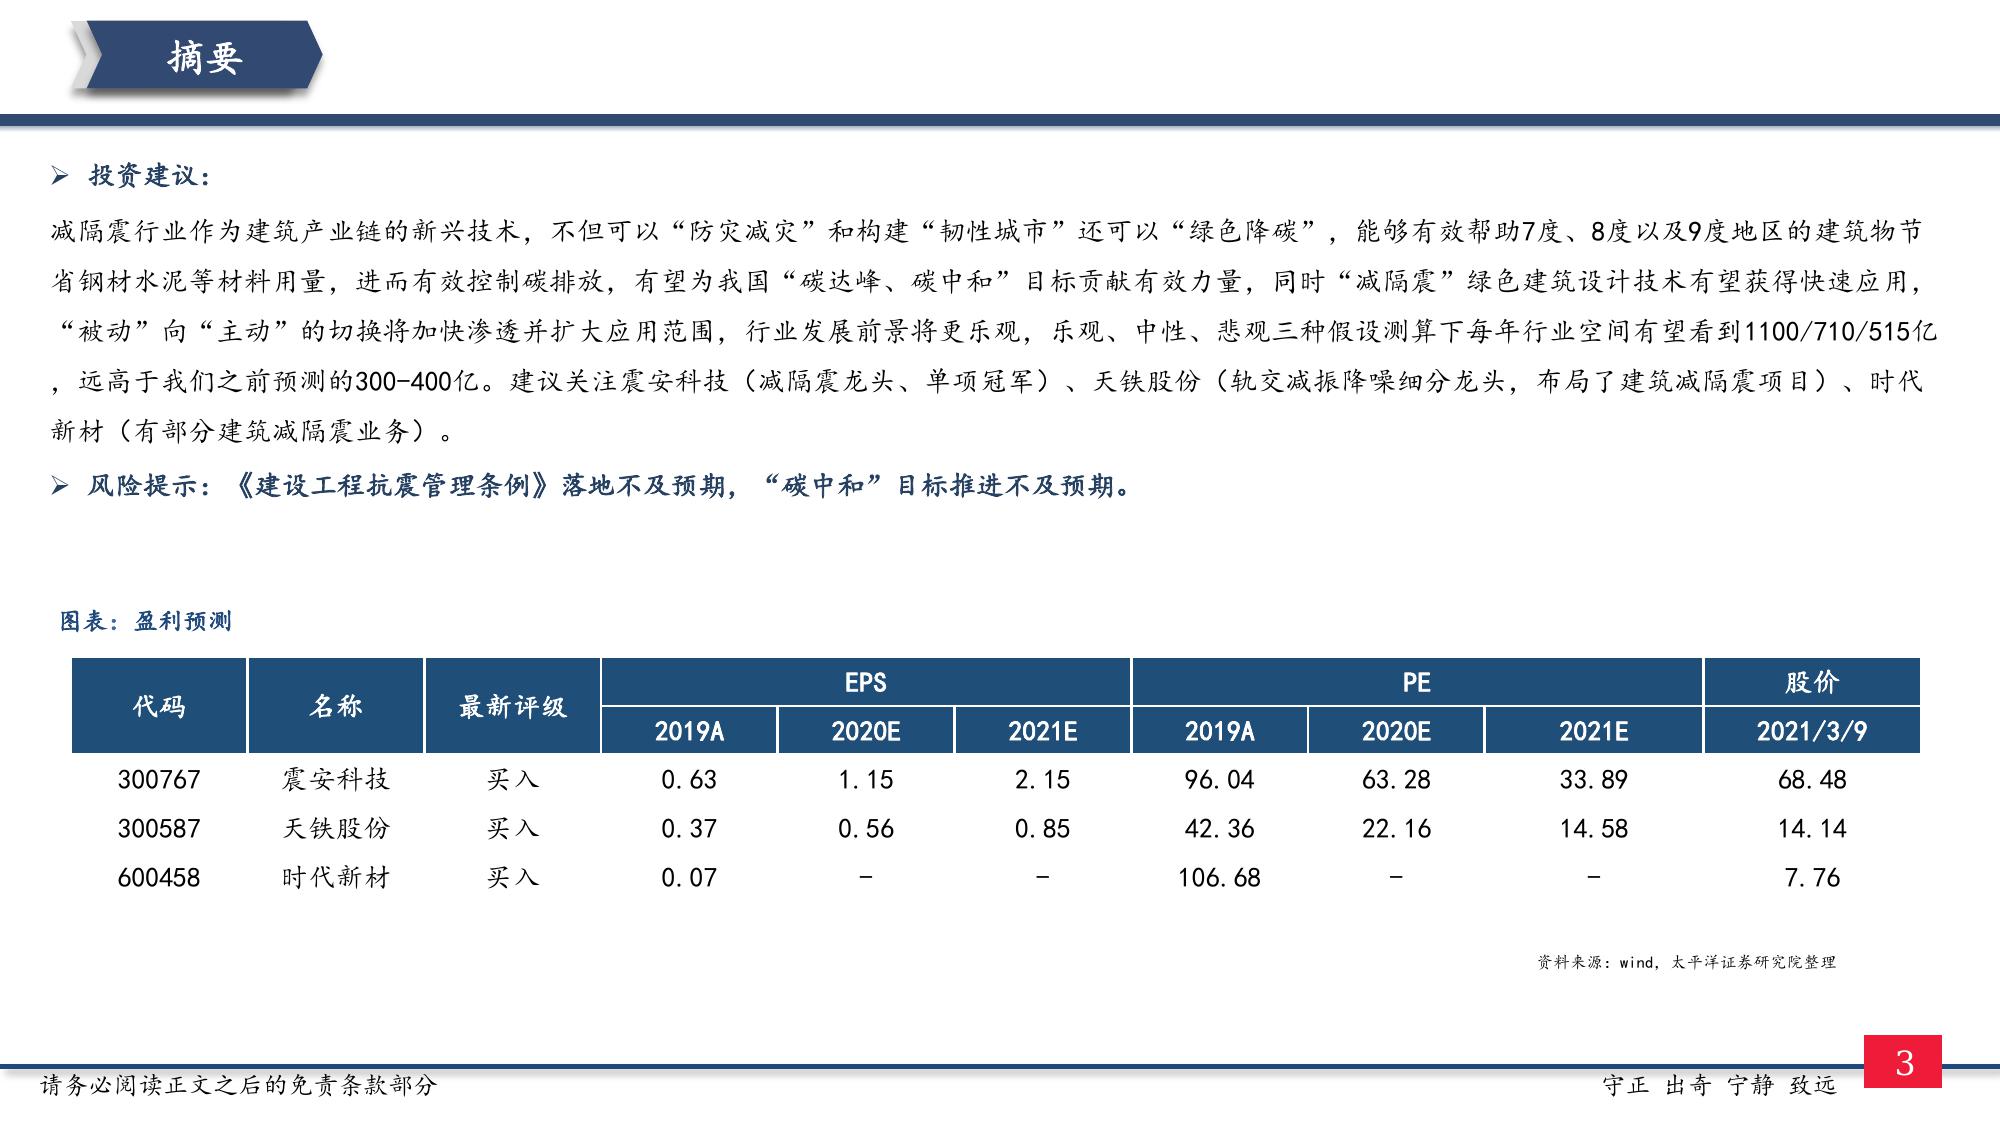 摘要
投资建议：
减隔震行业作为建筑产业链的新兴技术，不但可以“防灾减灾”和构建“韧性城市”还可以“绿色降碳”，能够有效帮助7度、8度以及9度地区的建筑物节
省钢材水泥等材料用量，进而有效控制碳排放，有望为我国“碳达峰、碳中和”目标贡献有效力量，同时“减隔震”绿色建筑设计技术有望获得快速应用，
“被动”向“主动”的切换将加快渗透并扩大应用范围，行业发展前景将更乐观，乐观、中性、悲观三种假设测算下每年行业空间有望看到1100/710/515亿
，远高于我们之前预测的300-400亿。建议关注震安科技（减隔震龙头、单项冠军）、天铁股份（轨交减振降噪细分龙头，布局了建筑减隔震项目）、时代
新材（有部分建筑减隔震业务）。
风险提示：《建设工程抗震管理条例》落地不及预期，“碳中和”目标推进不及预期。
图表：盈利预测
代码 名称 最新评级 EPS PE 股价
2019A 2020E 2021E 2019A 2020E 2021E 2021/3/9
300767 震安科技 买入 0.63 1.15 2.15 96.04 63.28 33.89 68.48
300587 天铁股份 买入 0.37 0.56 0.85 42.36 22.16 14.58 14.14
600458 时代新材 买入 0.07 - - 106.68 - - 7.76
资料来源：wind，太平洋证券研究院整理
请务必阅读正文之后的免责条款部分 守正 出奇 宁静 致远 3